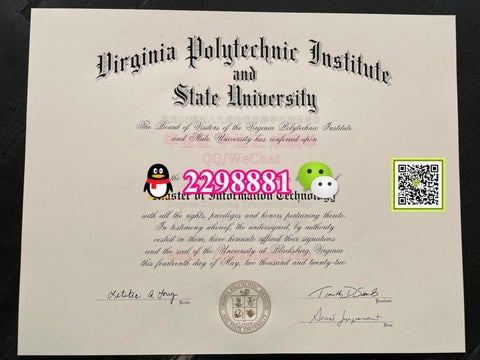 Virginia Polytechnic Institute
and
State University
The Board of Visitors of the Virginia Polytechnic Institute
and State University has conferred upon
QQ/WeChat
2298881
Master of Information Technology
with all the rights, privileges and honors pertaining thereto.
In testimony whereof, the undersigned, by authority
vested in them, have hereunto affixed their signatures
and the seal of the University at Blacksburg, Virginia
this fourteenth day of May, two thousand and twenty-two.
Rector
President